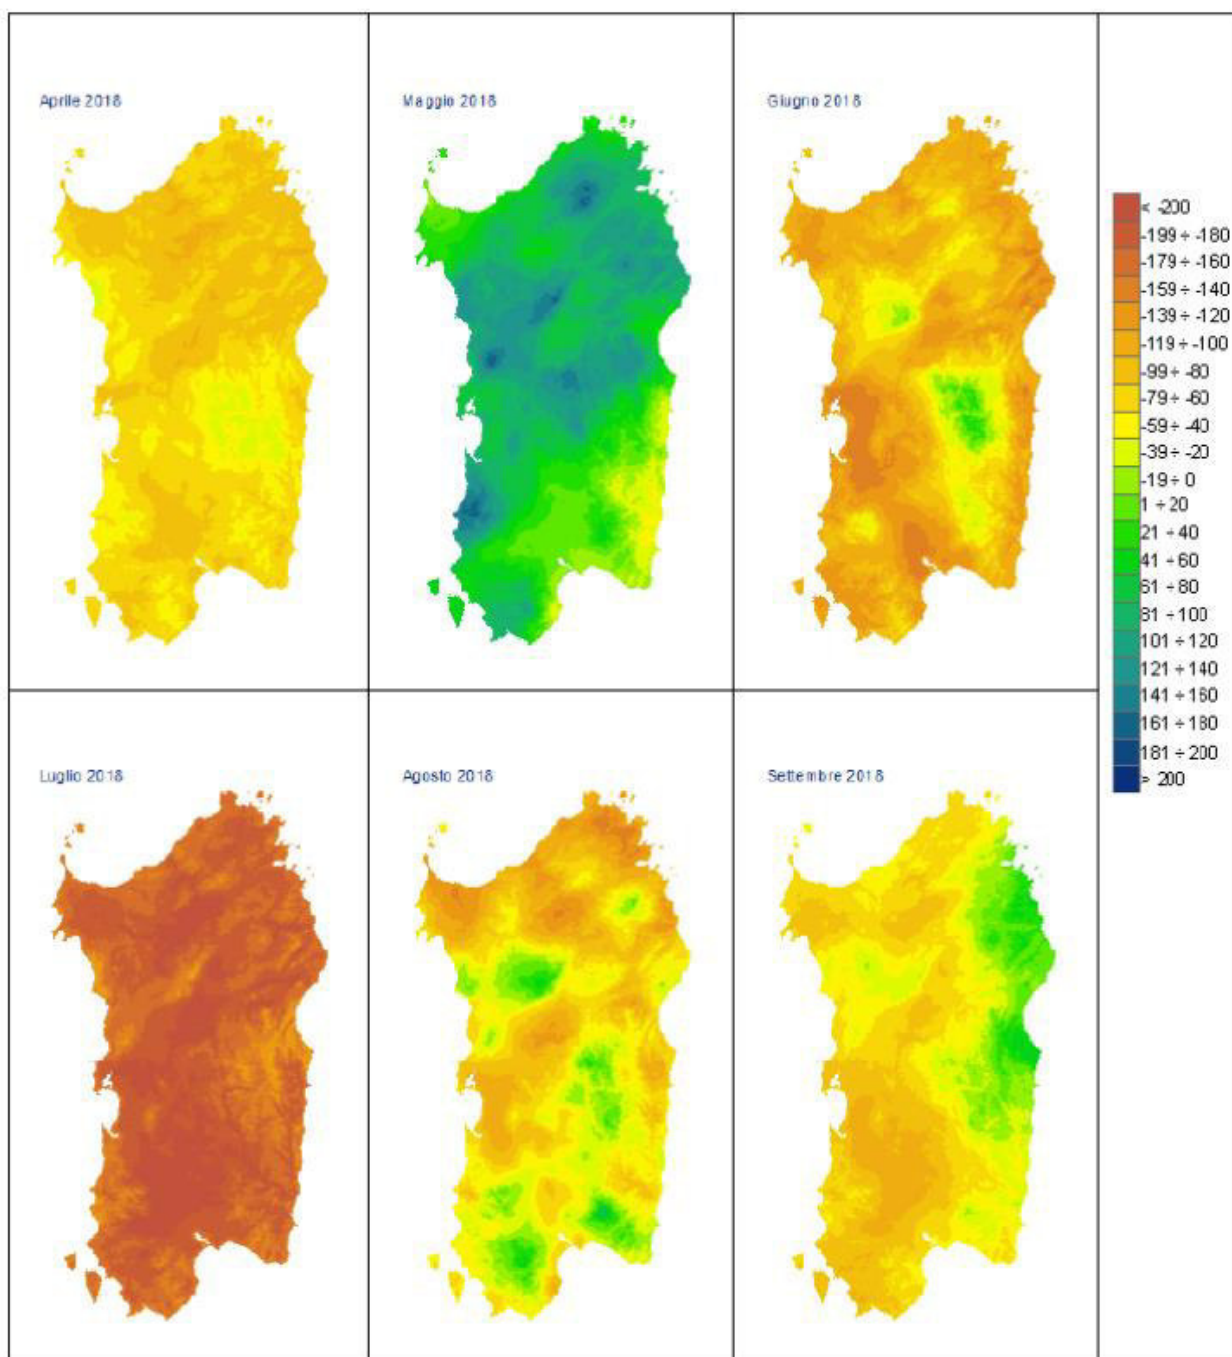 Aprile 2018
Maggio 2018
Giugno 2018
< -200
-199 ÷ -180
-179 ÷ -160
-159 ÷ -140
-139 ÷ -120
-119 ÷ -100
-99 ÷ -80
-79 ÷ -60
-59 ÷ -40
-39 ÷ -20
-19 ÷ 0
1 ÷ 20
21 ÷ 40
41 ÷ 60
61 ÷ 80
81 ÷ 100
101 ÷ 120
121 ÷ 140
141 ÷ 160
161 ÷ 180
181 ÷ 200
> 200
Luglio 2018
Agosto 2018
Settembre 2018